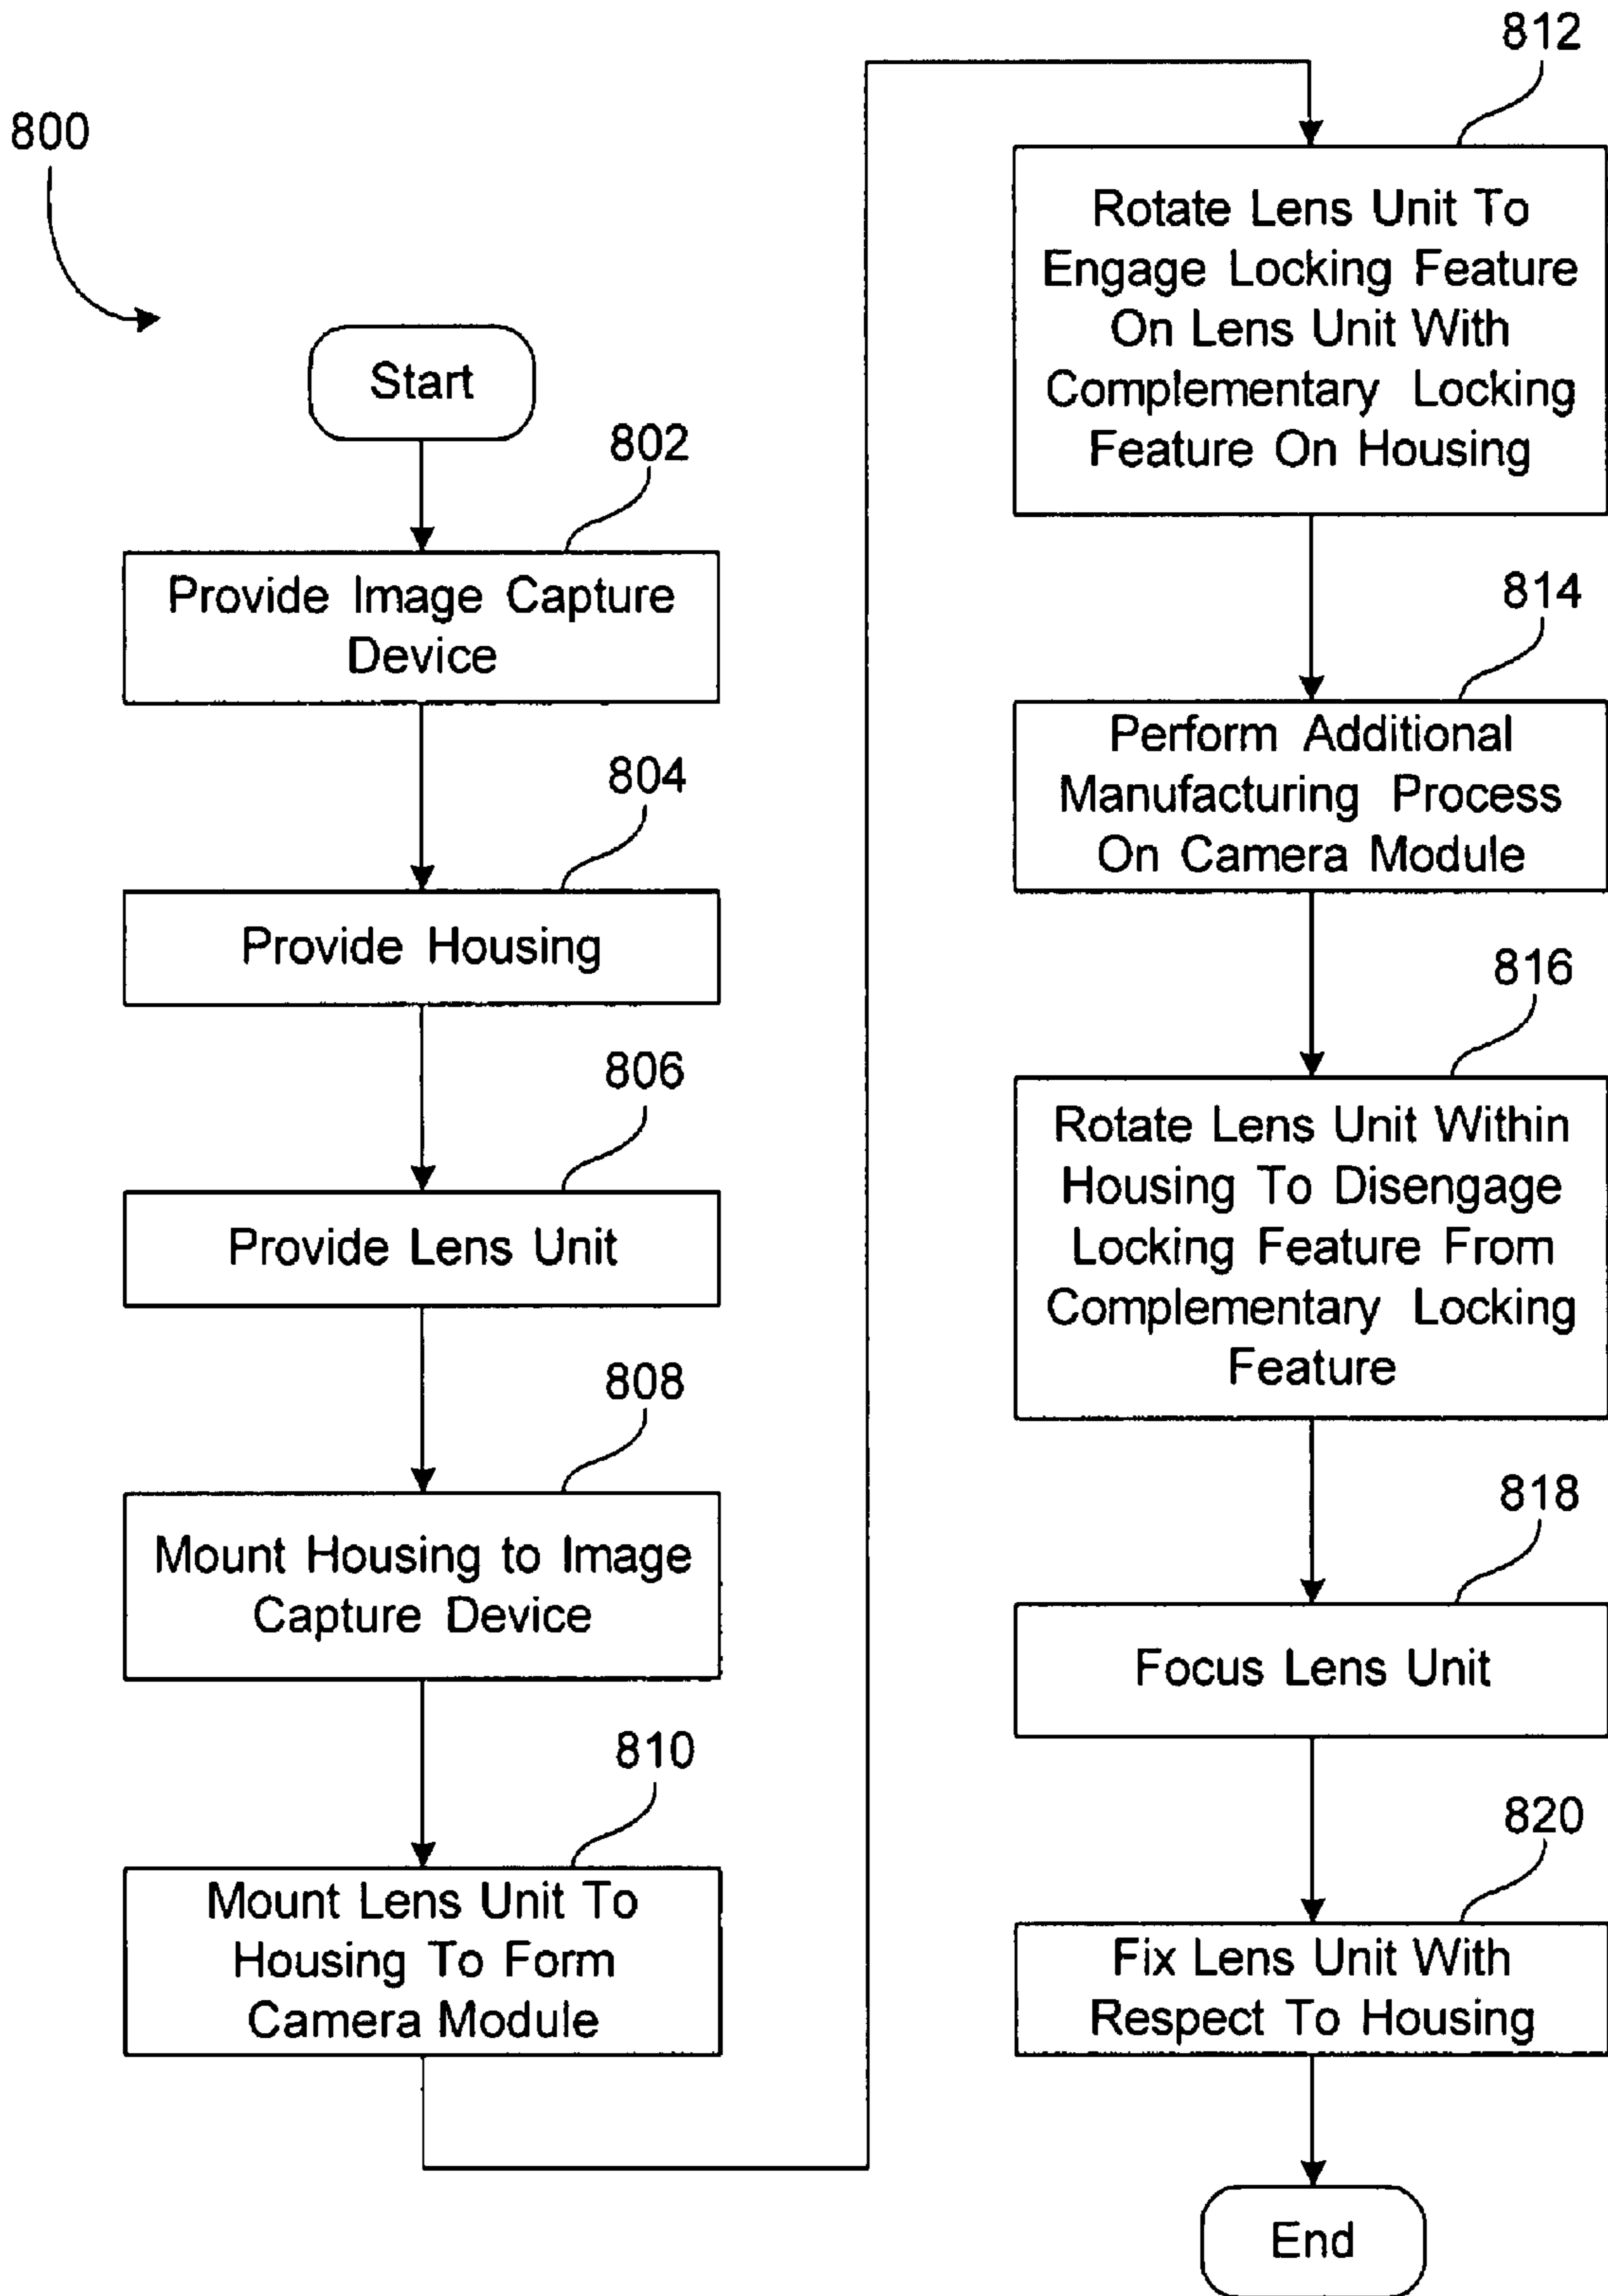 800
Start
802
Provide Image Capture
Device
804
Provide Housing
806
Provide Lens Unit
808
Mount Housing to Image
Capture Device
810
Mount Lens Unit To
Housing To Form
Camera Module
812
Rotate Lens Unit To
Engage Locking Feature
On Lens Unit With
Complementary Locking
Feature On Housing
814
Perform Additional
Manufacturing Process
On Camera Module
816
Rotate Lens Unit Within
Housing To Disengage
Locking Feature From
Complementary Locking
Feature
818
Focus Lens Unit
820
Fix Lens Unit With
Respect To Housing
End